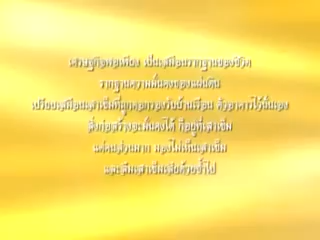 เศรษฐกิจพอเพียง เป็นเสมือนรากฐานของชีวิต
รากฐานความมั่นคงของแผ่นดิน
เปรียบเสมือนเสาเข็มที่ถูกตอกรองรับบ้านเรือน ตัวอาคารไว้นั่นเอง
สิ่งก่อสร้างจะมั่นคงได้ ก็อยู่ที่เสาเข็ม
แต่คนส่วนมาก มองไม่เห็นเสาเข็ม
และลืมเสาเข็มเสียด้วยซ้ำไป